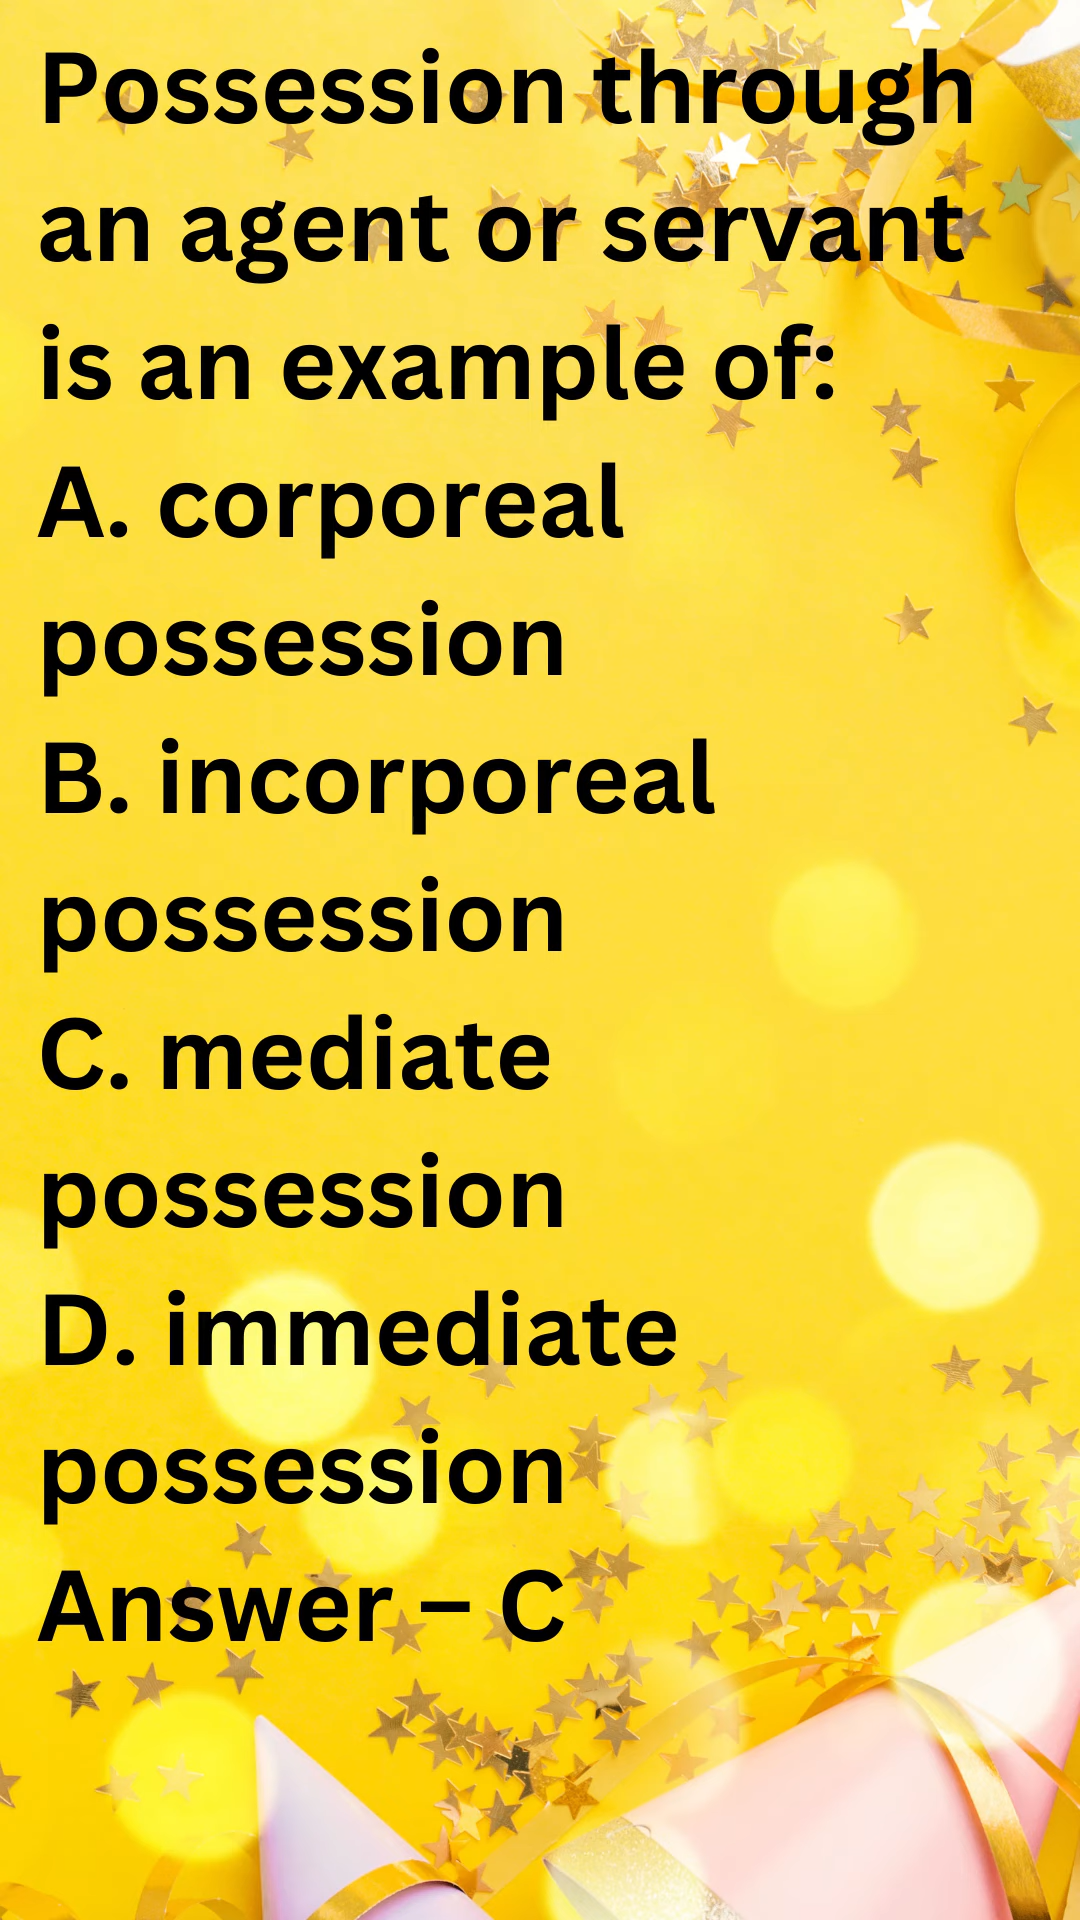 Possession through
an agent or servant
is an example of:
A. corporeal
possession
B. incorporeal
possession
C. mediate
possession
D. immediate
possession
Answer – C